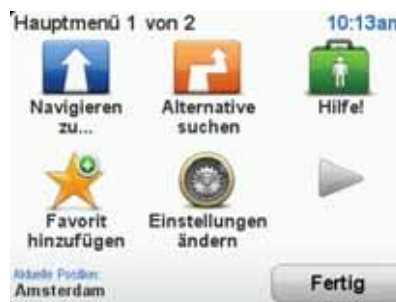 Hauptmenü 1 von 2
10:13am
Navigieren zu...
Alternative suchen
Hilfe!
Favorit hinzufügen
Einstellungen ändern
Aktuelle Position:
Amsterdam
Fertig